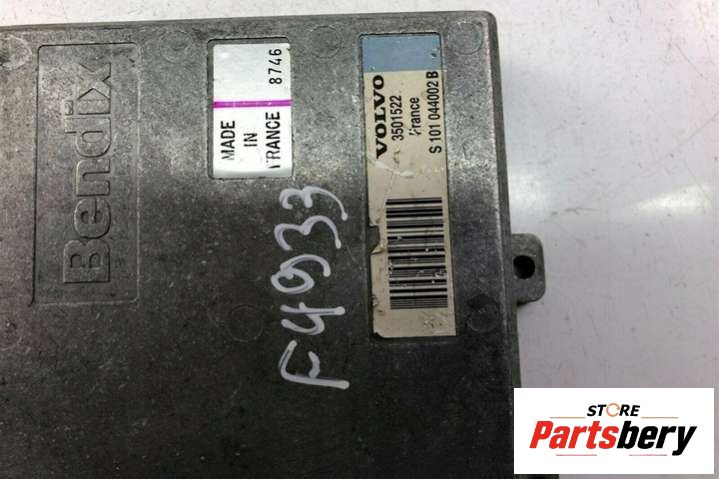 Bendix
MADE
IN
FRANCE
8746
VOLVO
3501522
France
S 101 044002 B
F4933
STORE
Partsbery